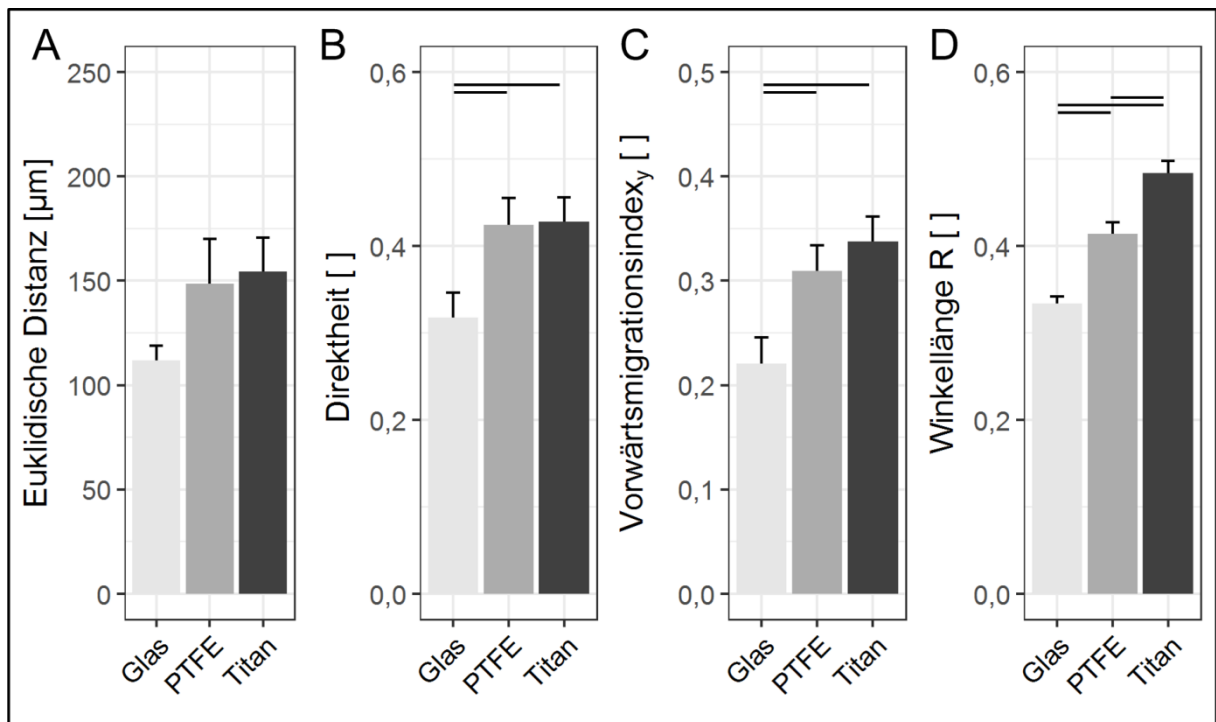 A
Euklidische Distanz [µm]
250
200
150
100
50
0
Glas
PTFE
Titan
B
Direktheit [ ]
0,6
0,4
0,2
0,0
Glas
PTFE
Titan
C
Vorwärtsmigrationsindexy [ ]
0,5
0,4
0,3
0,2
0,1
0,0
Glas
PTFE
Titan
D
Winkellänge R [ ]
0,6
0,4
0,2
0,0
Glas
PTFE
Titan